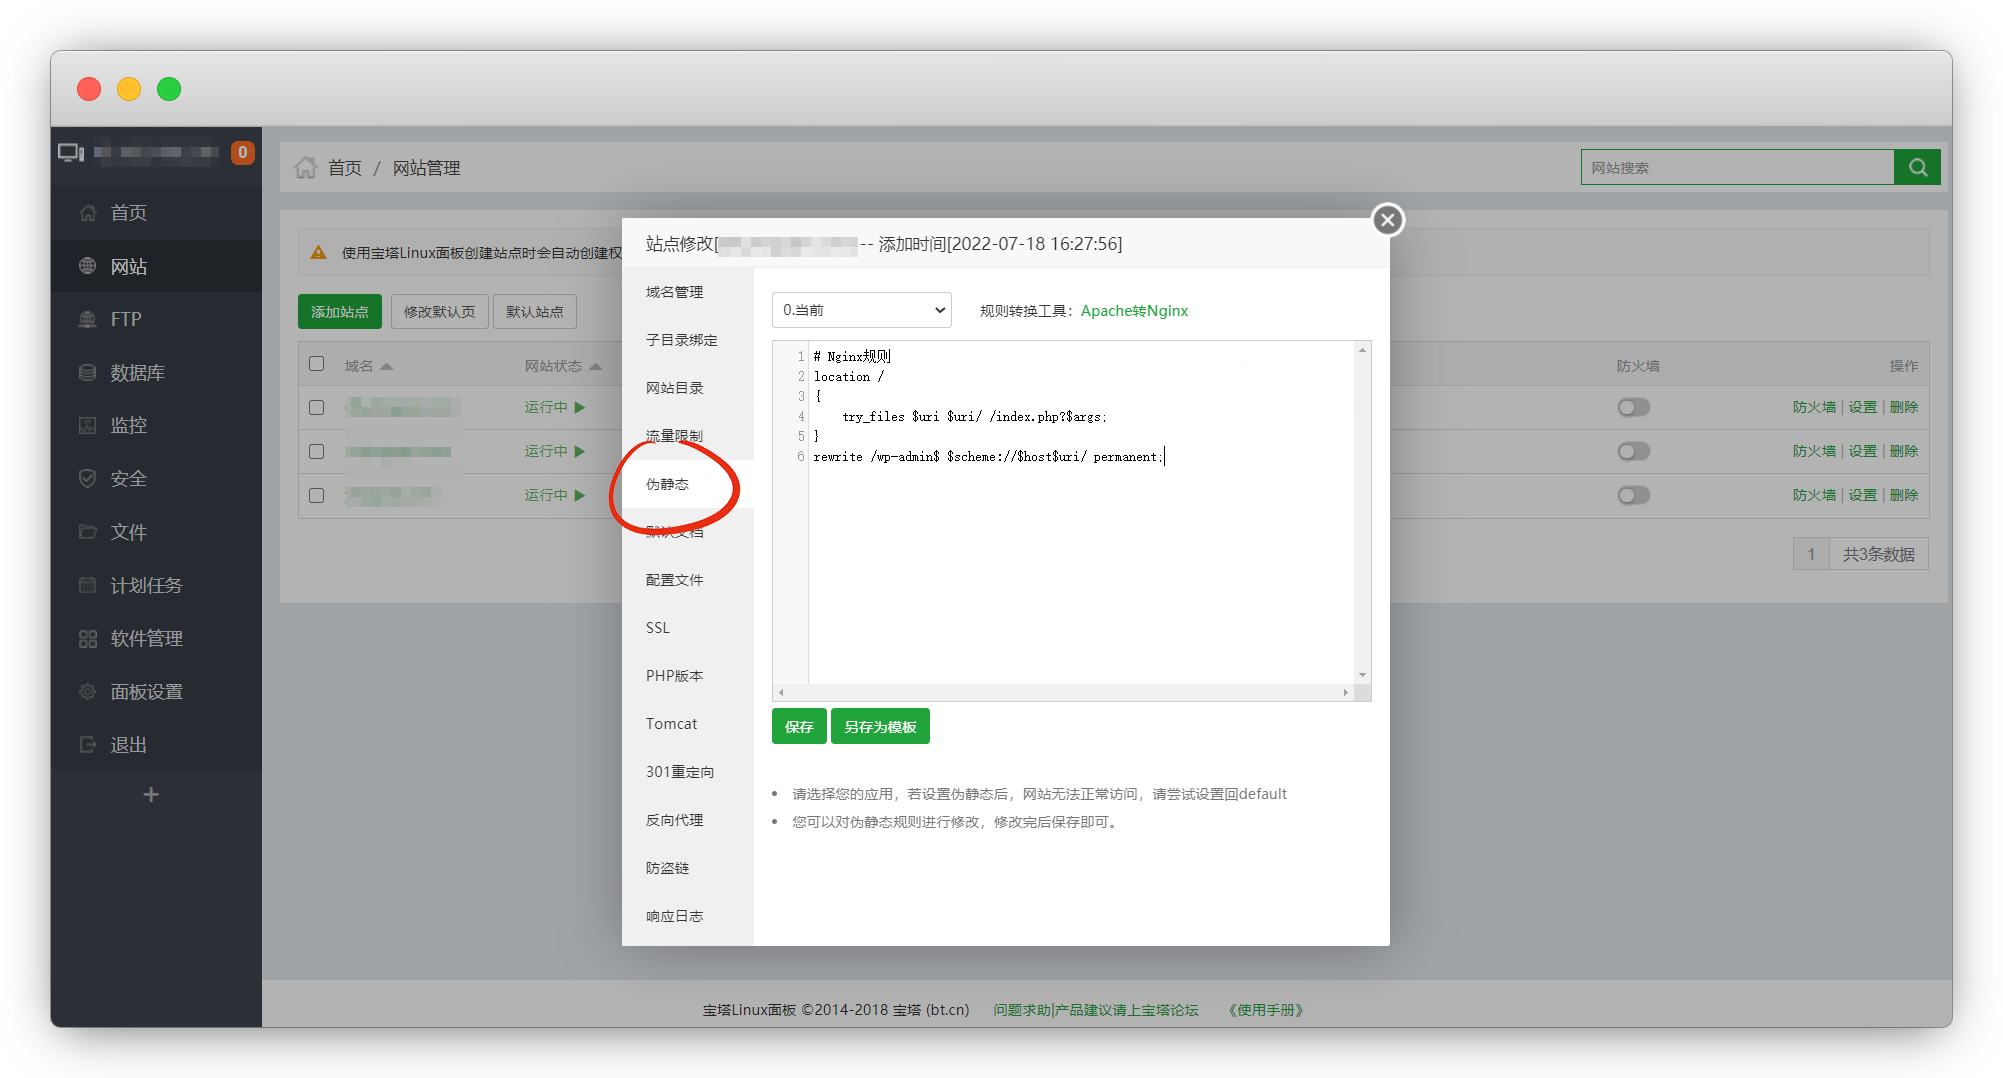 0
首页
网站
FTP
数据库
监控
安全
文件
计划任务
软件管理
面板设置
退出
+
首页 / 网站管理
网站搜索
使用宝塔Linux面板创建站点时会自动创建权
添加站点 修改默认页 默认站点
域名 网站状态 防火墙 操作
运行中 防火墙 | 设置 | 删除
运行中 防火墙 | 设置 | 删除
运行中 防火墙 | 设置 | 删除
1 共3条数据
站点修改[ -- 添加时间[2022-07-18 16:27:56]
域名管理
子目录绑定
网站目录
流量限制
伪静态
默认文档
配置文件
SSL
PHP版本
Tomcat
301重定向
反向代理
防盗链
响应日志
0.当前 规则转换工具：Apache转Nginx
1 # Nginx规则
2 location /
3 {
4 try_files $uri $uri/ /index.php?$args;
5 }
6 rewrite /wp-admin$ $scheme://$host$uri/ permanent;
保存 另存为模板
• 请选择您的应用，若设置伪静态后，网站无法正常访问，请尝试设置回default
• 您可以对伪静态规则进行修改，修改完后保存即可。
宝塔Linux面板 ©2014-2018 宝塔 (bt.cn) 问题求助|产品建议请上宝塔论坛 《使用手册》